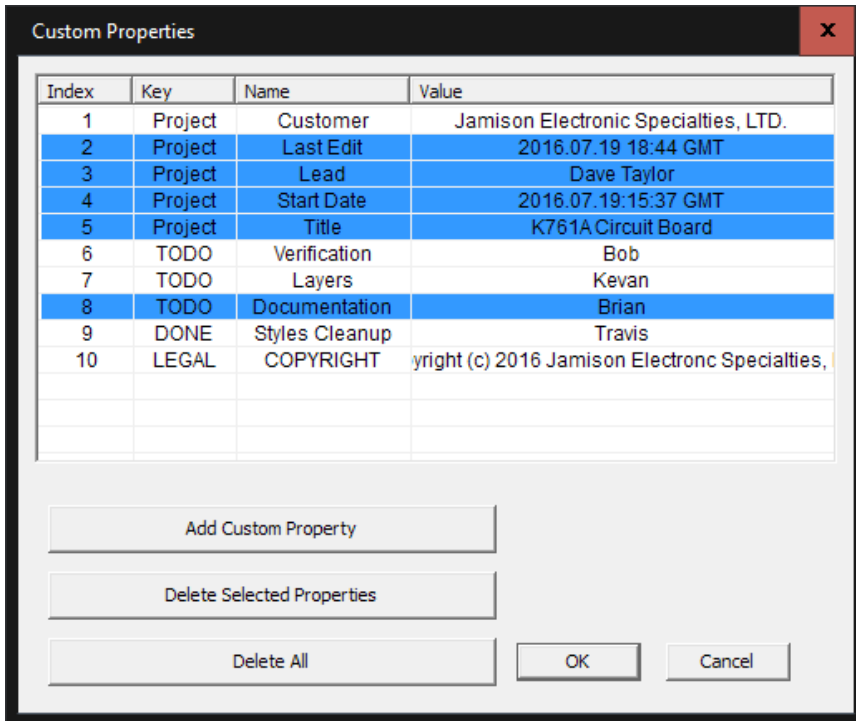 Custom Properties
x
Index Key Name Value
1 Project Customer Jamison Electronic Specialties, LTD.
2 Project Last Edit 2016.07.19 18:44 GMT
3 Project Lead Dave Taylor
4 Project Start Date 2016.07.19:15:37 GMT
5 Project Title K761A Circuit Board
6 TODO Verification Bob
7 TODO Layers Kevan
8 TODO Documentation Brian
9 DONE Styles Cleanup Travis
10 LEGAL COPYRIGHT yright (c) 2016 Jamison Electronc Specialties,
Add Custom Property
Delete Selected Properties
Delete All OK Cancel